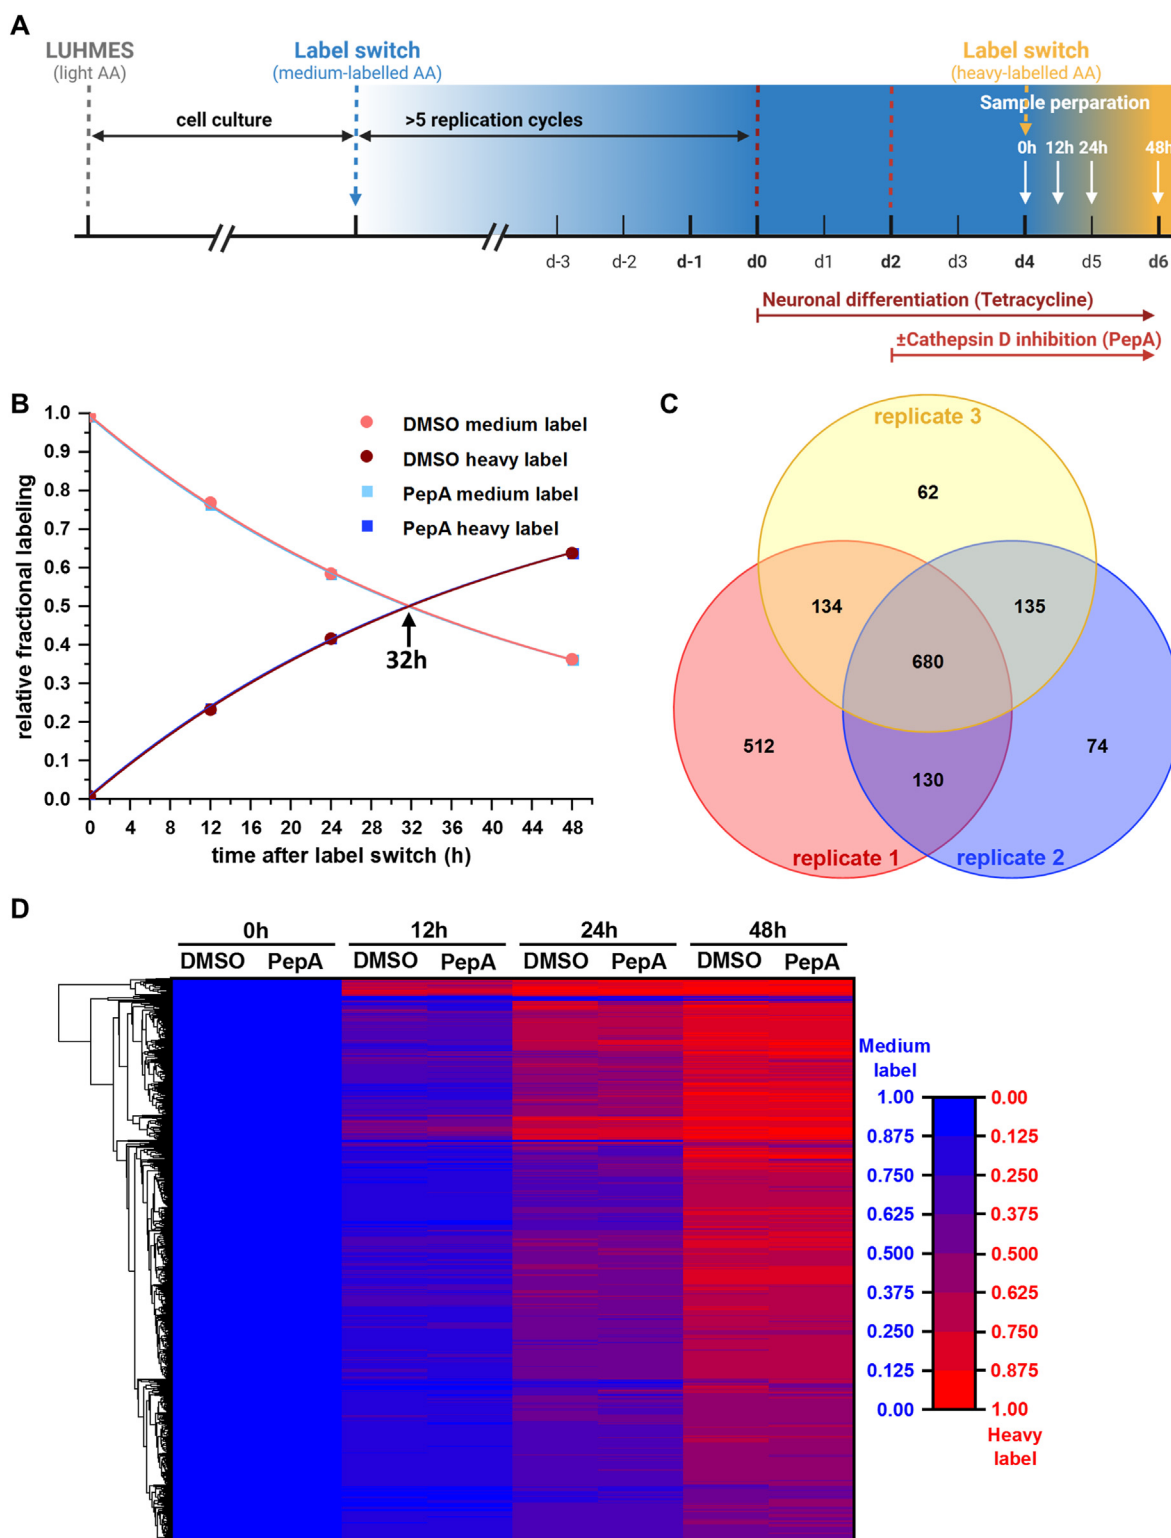 A
LUHMES
(light AA)
Label switch
(medium-labelled AA)
Label switch
(heavy-labelled AA)
Sample perparation
cell culture
>5 replication cycles
0h 12h 24h 48h
d-3 d-2 d-1 d0 d1 d2 d3 d4 d5 d6
Neuronal differentiation (Tetracycline)
±Cathepsin D inhibition (PepA)
B
relative fractional labeling
1.0
0.9
0.8
0.7
0.6
0.5
0.4
0.3
0.2
0.1
0.0
DMSO medium label
DMSO heavy label
PepA medium label
PepA heavy label
32h
0 4 8 12 16 20 24 28 32 36 40 44 48
time after label switch (h)
C
replicate 3
62
134
135
680
512
74
130
replicate 1
replicate 2
D
0h 12h 24h 48h
DMSO PepA DMSO PepA DMSO PepA DMSO PepA
Medium
label
1.00 0.00
0.875 0.125
0.750 0.250
0.625 0.375
0.500 0.500
0.375 0.625
0.250 0.750
0.125 0.875
0.00 1.00
Heavy
label